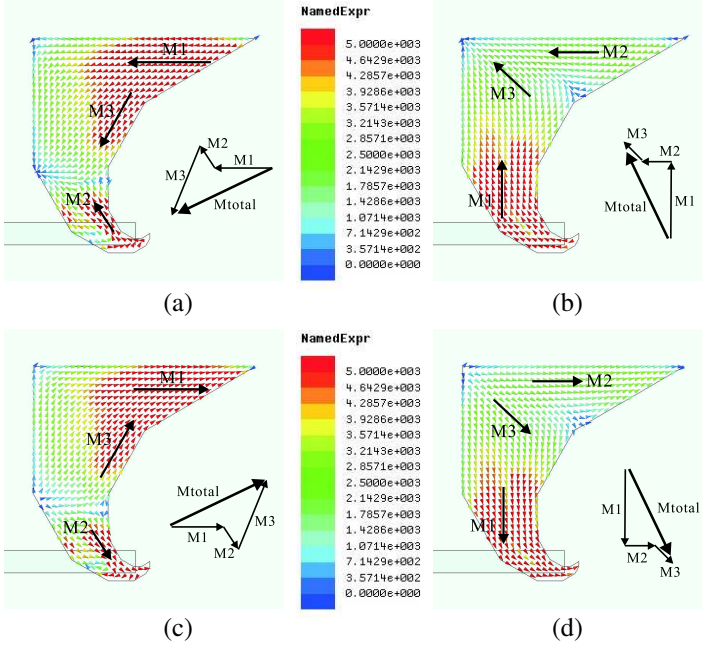 M1
M3
M2
M2
M1
M3
Mtotal
(a)
NamedExpr
5.0000e+003
4.6429e+003
4.2857e+003
3.9286e+003
3.5714e+003
3.2143e+003
2.8571e+003
2.5000e+003
2.1429e+003
1.7857e+003
1.4286e+003
1.0714e+003
7.1429e+002
3.5714e+002
0.0000e+000
M2
M3
M1
M3
M2
Mtotal
M1
(b)
M1
M3
M2
Mtotal
M1
M2
M3
(c)
NamedExpr
5.0000e+003
4.6429e+003
4.2857e+003
3.9286e+003
3.5714e+003
3.2143e+003
2.8571e+003
2.5000e+003
2.1429e+003
1.7857e+003
1.4286e+003
1.0714e+003
7.1429e+002
3.5714e+002
0.0000e+000
M2
M3
M1
M1
Mtotal
M2
M3
(d)